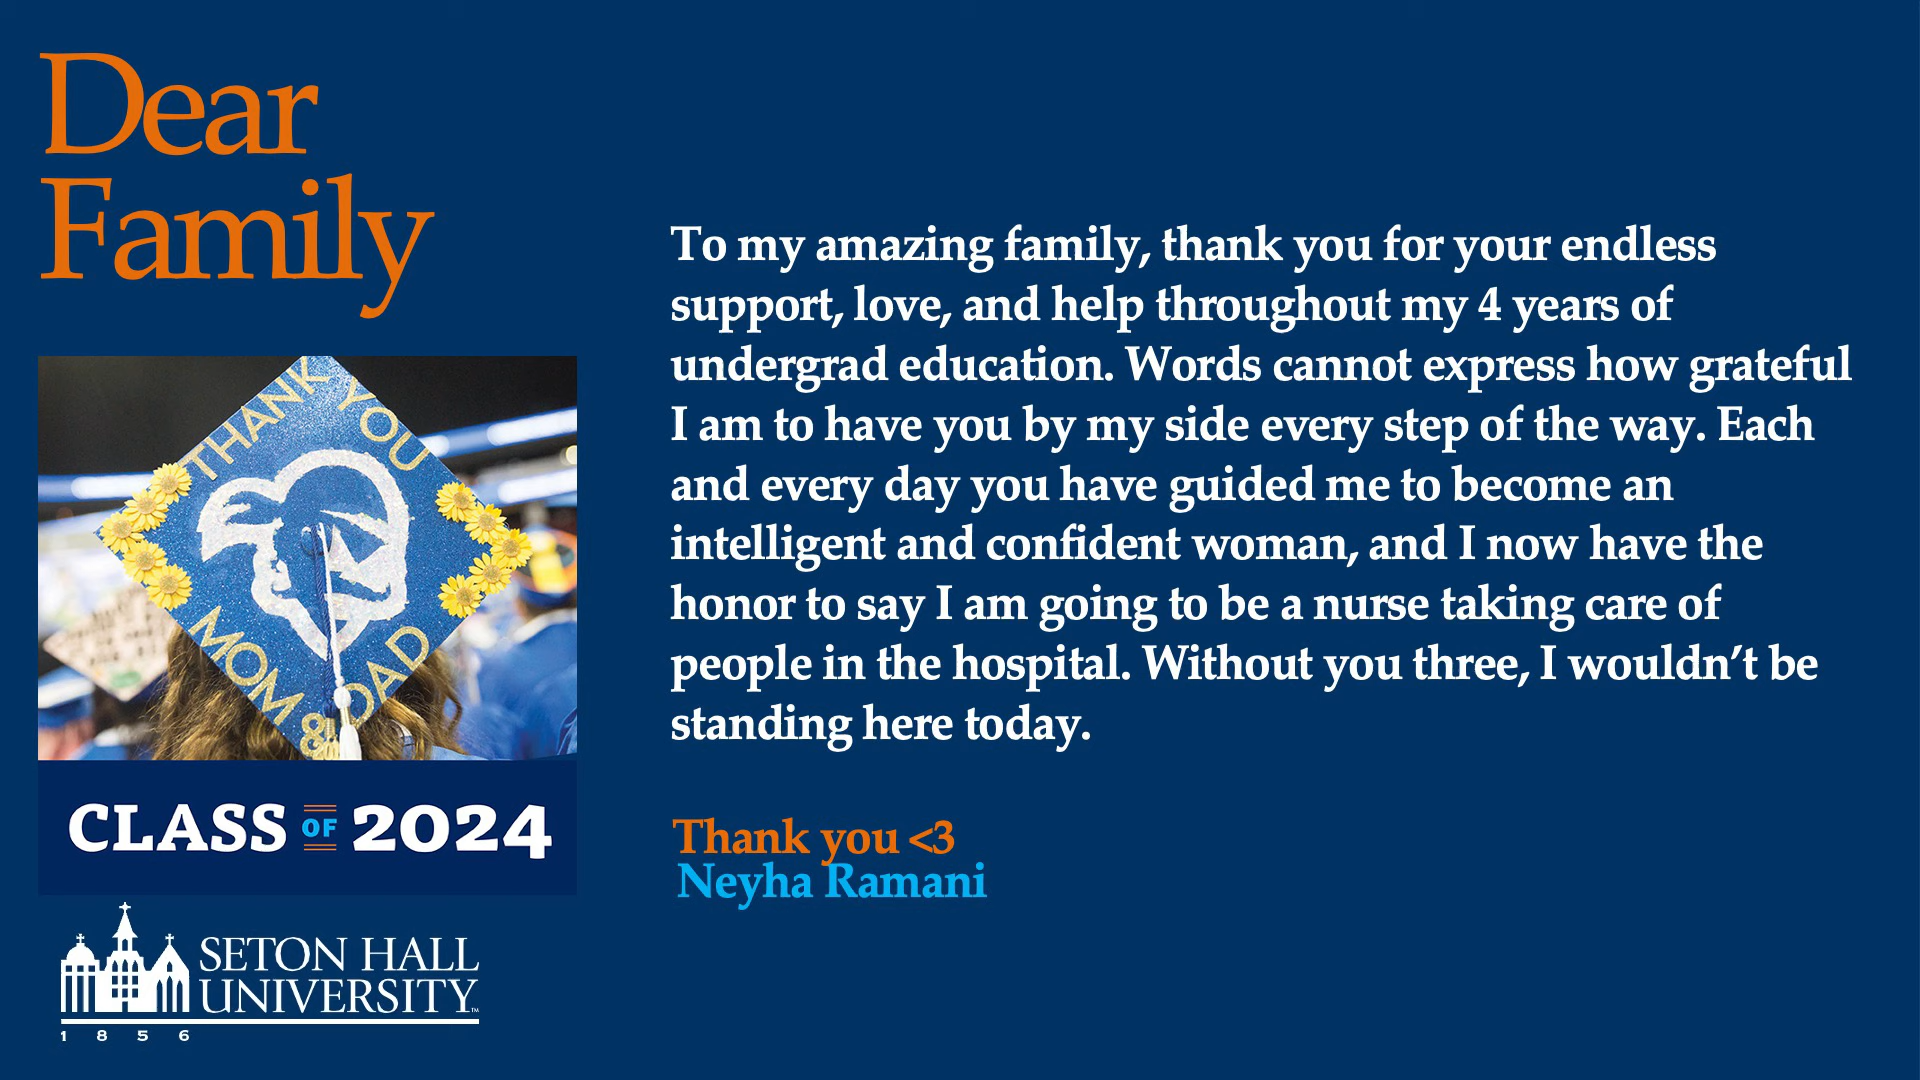 Dear
Family
THANK YOU
MOM & DAD
CLASS OF 2024
SETON HALL
UNIVERSITY™
1 8 5 6
To my amazing family, thank you for your endless
support, love, and help throughout my 4 years of
undergrad education. Words cannot express how grateful
I am to have you by my side every step of the way. Each
and every day you have guided me to become an
intelligent and confident woman, and I now have the
honor to say I am going to be a nurse taking care of
people in the hospital. Without you three, I wouldn’t be
standing here today.
Thank you <3
Neyha Ramani